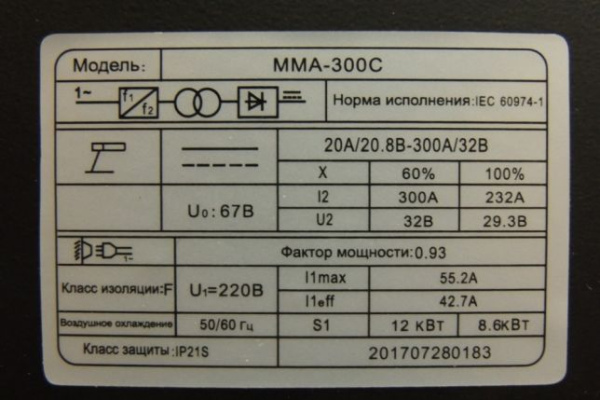 Модель: MMA-300C
1~ f1 f2 Норма исполнения:IEC 60974-1
20A/20.8B-300A/32B
X 60% 100%
I2 300A 232A
U0:67B U2 32B 29.3B
1~ Фактор мощности:0.93
Класс изоляции:F U1=220B I1max 55.2A
I1eff 42.7A
Воздушное охлаждение 50/60 Гц S1 12 кВт 8.6кВт
Класс защиты:IP21S 201707280183